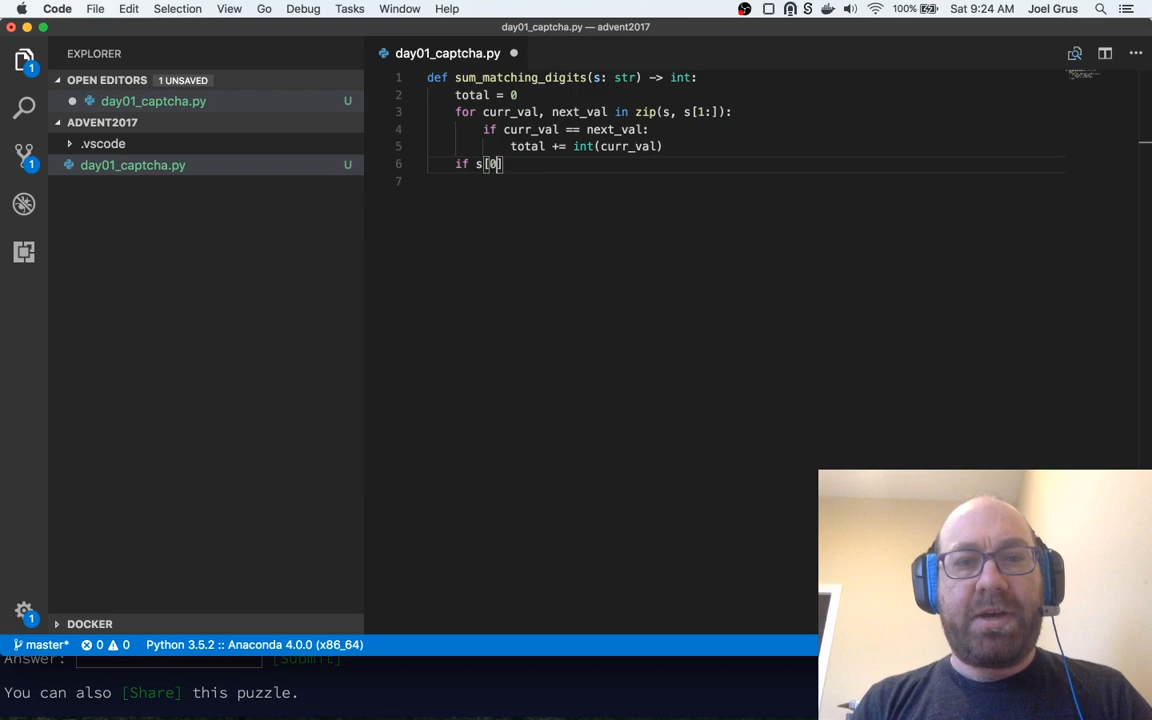 Code File Edit Selection View Go Debug Tasks Window Help 100% Sat 9:24 AM Joel Grus
day01_captcha.py — advent2017
EXPLORER
day01_captcha.py
OPEN EDITORS 1 UNSAVED
day01_captcha.py U
ADVENT2017
.vscode
day01_captcha.py U
1
1
1
1 def sum_matching_digits(s: str) -> int:
2 total = 0
3 for curr_val, next_val in zip(s, s[1:]):
4 if curr_val == next_val:
5 total += int(curr_val)
6 if s[0]
7
DOCKER
master* 0 0 Python 3.5.2 :: Anaconda 4.0.0 (x86_64)
Answer: [Submit]
You can also [Share] this puzzle.